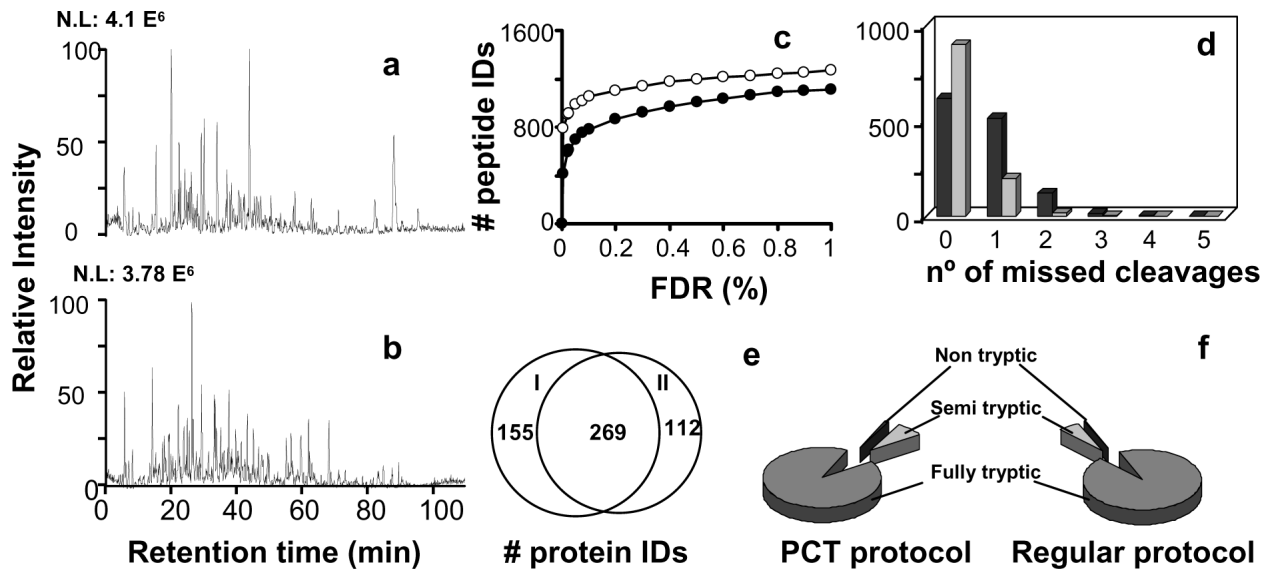 N.L: 4.1 E⁶
a
100
50
0
N.L: 3.78 E⁶
b
100
50
0
0 20 40 60 80 100
Relative Intensity
Retention time (min)
c
1600
800
0
0 0.2 0.4 0.6 0.8 1
# peptide IDs
FDR (%)
d
1000
500
0
0 1 2 3 4 5
nº of missed cleavages
e
I II
155 269 112
# protein IDs
f
Non tryptic
Semi tryptic
Fully tryptic
PCT protocol Regular protocol